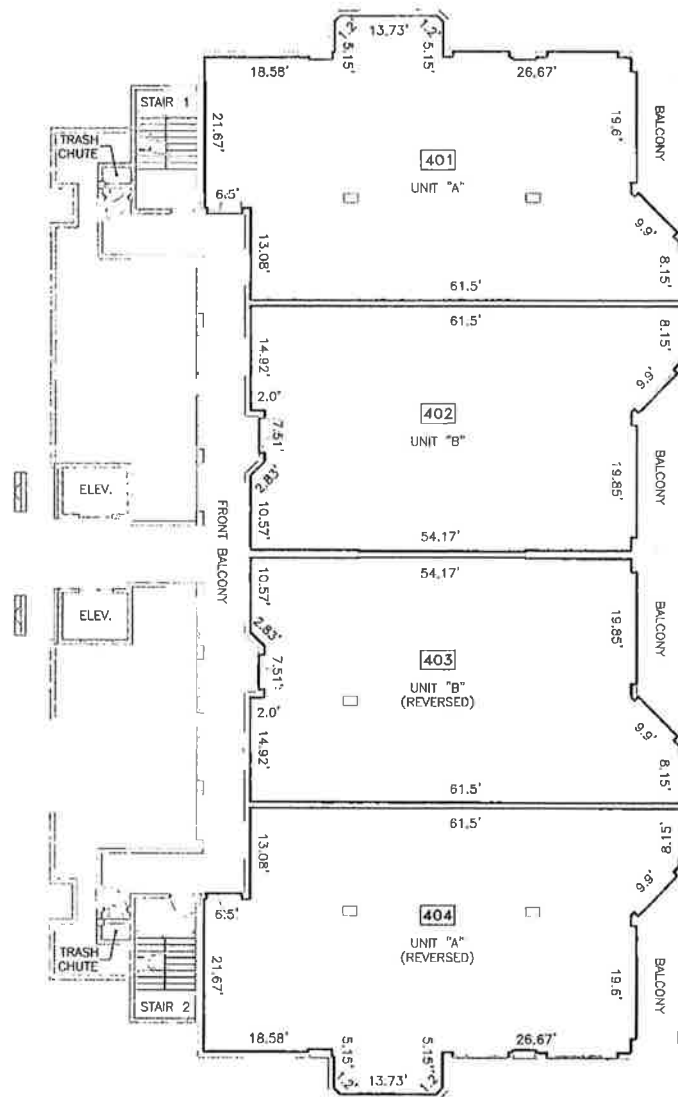 1.2'
13.73'
1.2'
5.15'
5.15'
18.58'
26.67'
STAIR 1
TRASH
CHUTE
21.67'
19.6'
BALCONY
401
UNIT "A"
6.5'
13.08'
9.9'
8.15'
61.5'
61.5'
8.15'
14.92'
9.9'
2.0'
7.51'
402
UNIT "B"
2.83'
ELEV.
10.57'
19.85'
BALCONY
FRONT BALCONY
54.17'
54.17'
10.57'
ELEV.
2.83'
19.85'
BALCONY
7.51'
403
UNIT "B"
(REVERSED)
2.0'
14.92'
9.9'
8.15'
61.5'
61.5'
13.08'
8.15'
9.9'
6.5'
404
UNIT "A"
(REVERSED)
TRASH
CHUTE
21.67'
STAIR 2
19.6'
BALCONY
18.58'
26.67'
5.15'
5.15'
1.2'
13.73'
1.2'